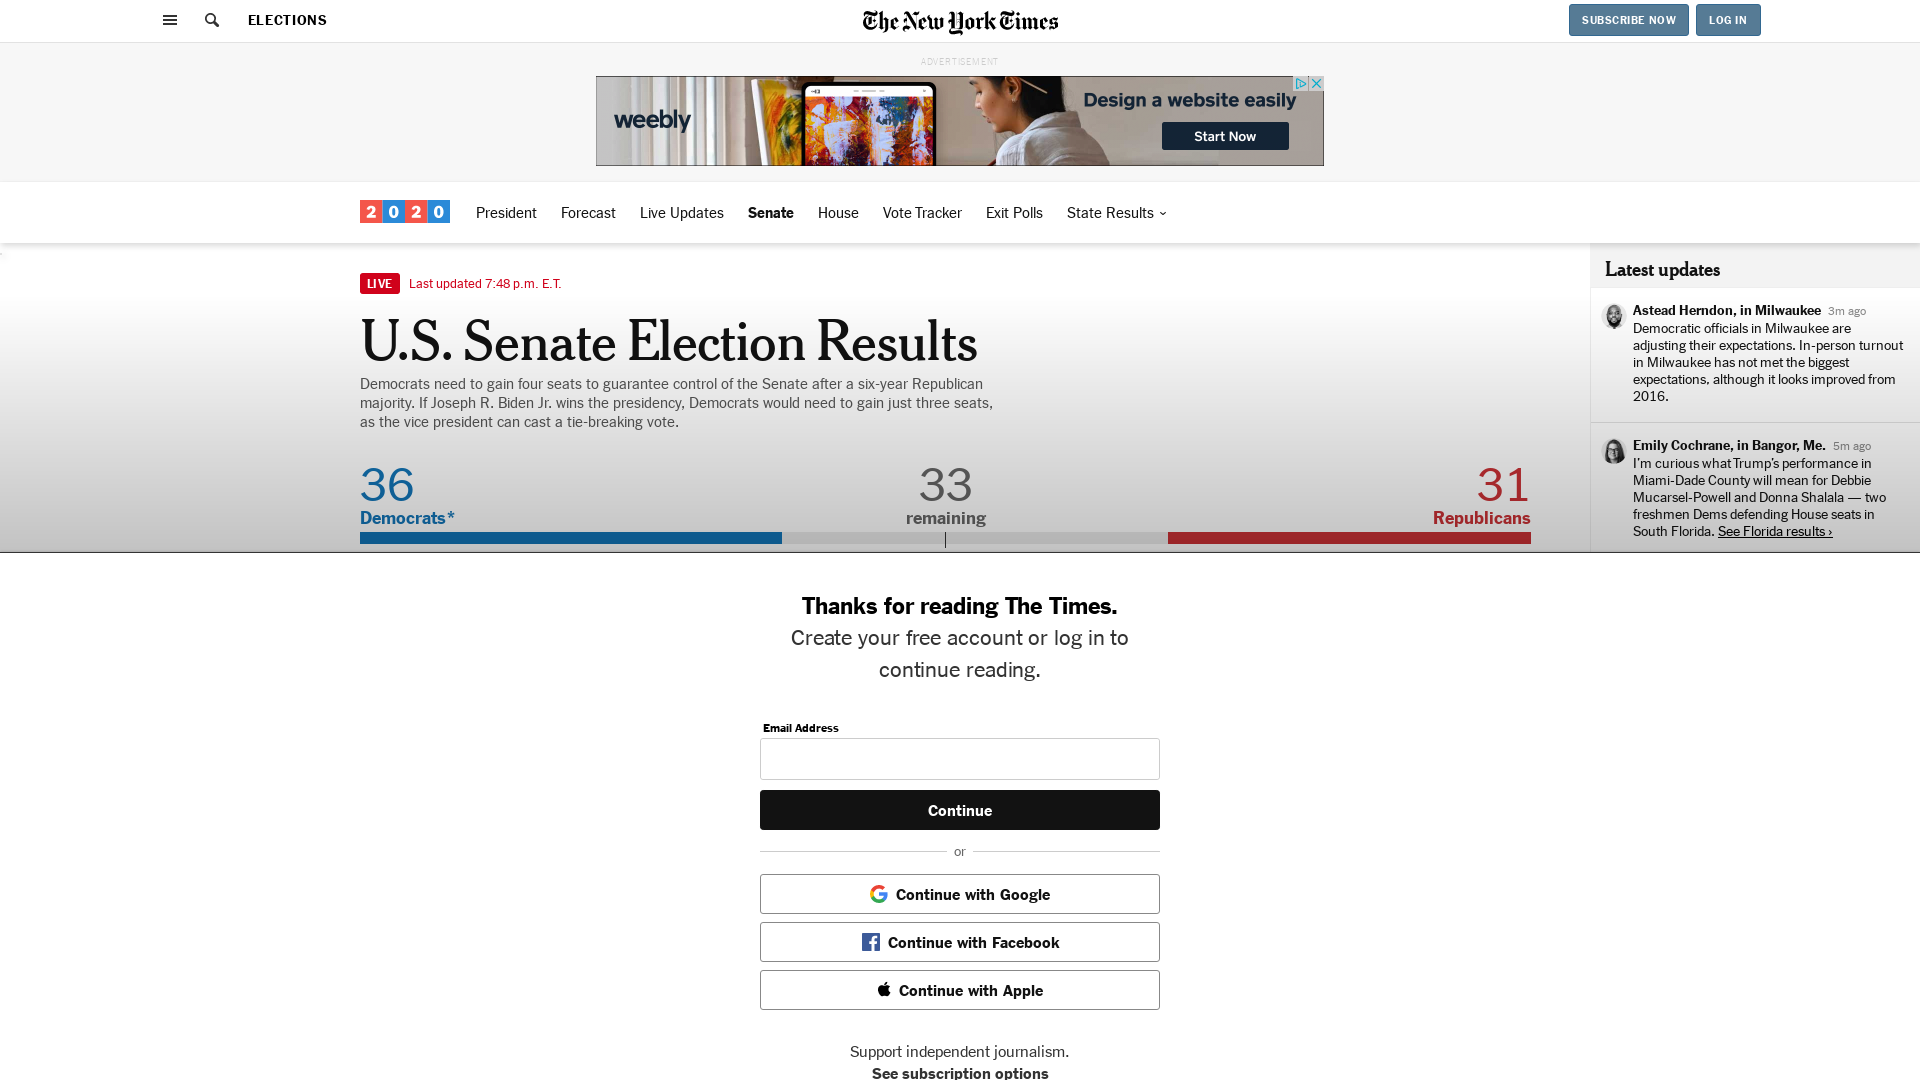 ELECTIONS
The New York Times
SUBSCRIBE NOW
LOG IN
ADVERTISEMENT
weebly
Design a website easily
Start Now
2020
President
Forecast
Live Updates
Senate
House
Vote Tracker
Exit Polls
State Results
LIVE
Last updated 7:48 p.m. E.T.
U.S. Senate Election Results
Democrats need to gain four seats to guarantee control of the Senate after a six-year Republican
majority. If Joseph R. Biden Jr. wins the presidency, Democrats would need to gain just three seats,
as the vice president can cast a tie-breaking vote.
36
Democrats*
33
remaining
31
Republicans
Latest updates
Astead Herndon, in Milwaukee 3m ago
Democratic officials in Milwaukee are
adjusting their expectations. In-person turnout
in Milwaukee has not met the biggest
expectations, although it looks improved from
2016.
Emily Cochrane, in Bangor, Me. 5m ago
I’m curious what Trump’s performance in
Miami-Dade County will mean for Debbie
Mucarsel-Powell and Donna Shalala — two
freshmen Dems defending House seats in
South Florida. See Florida results ›
Thanks for reading The Times.
Create your free account or log in to
continue reading.
Email Address
Continue
or
Continue with Google
Continue with Facebook
Continue with Apple
Support independent journalism.
See subscription options